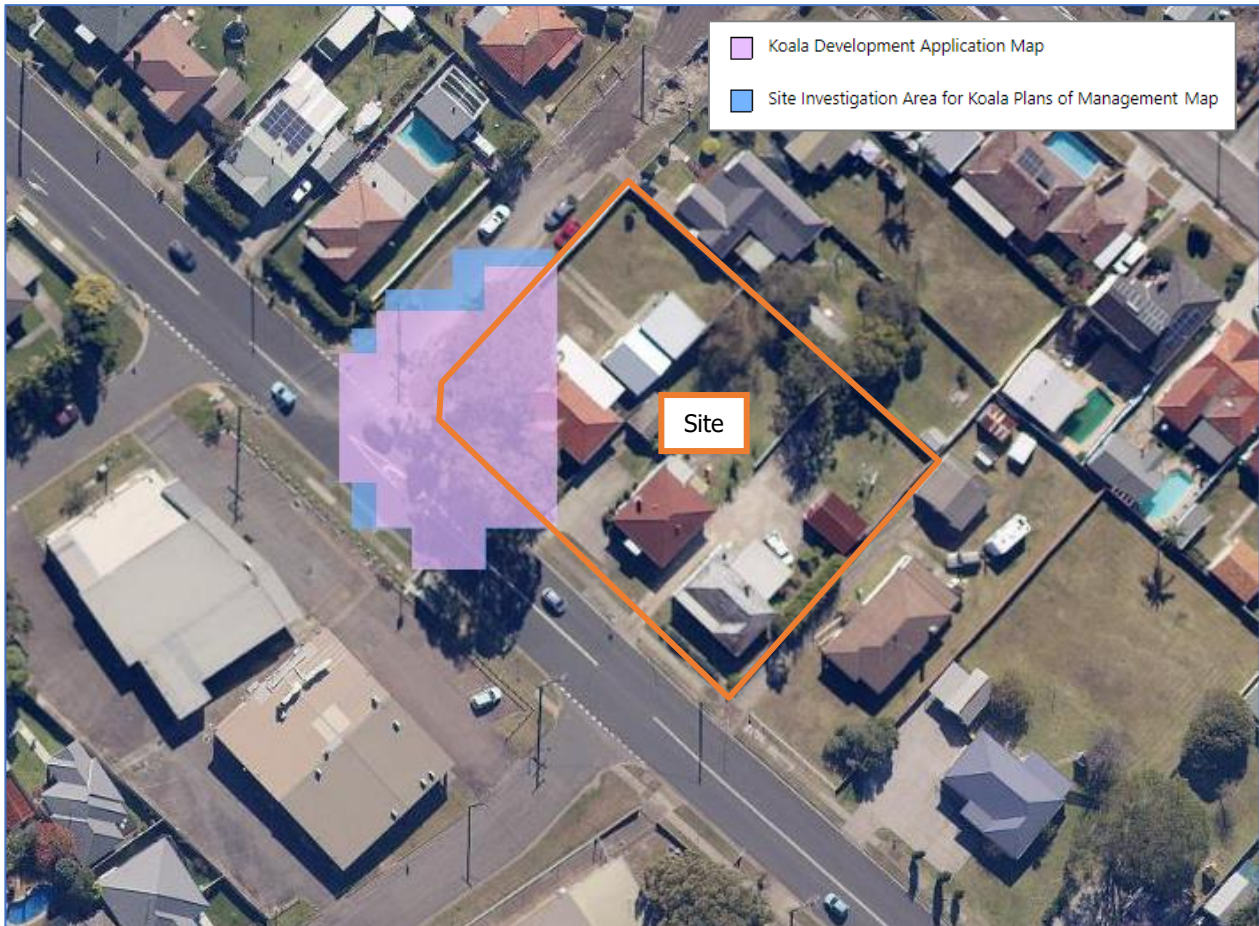 Koala Development Application Map
Site Investigation Area for Koala Plans of Management Map
Site